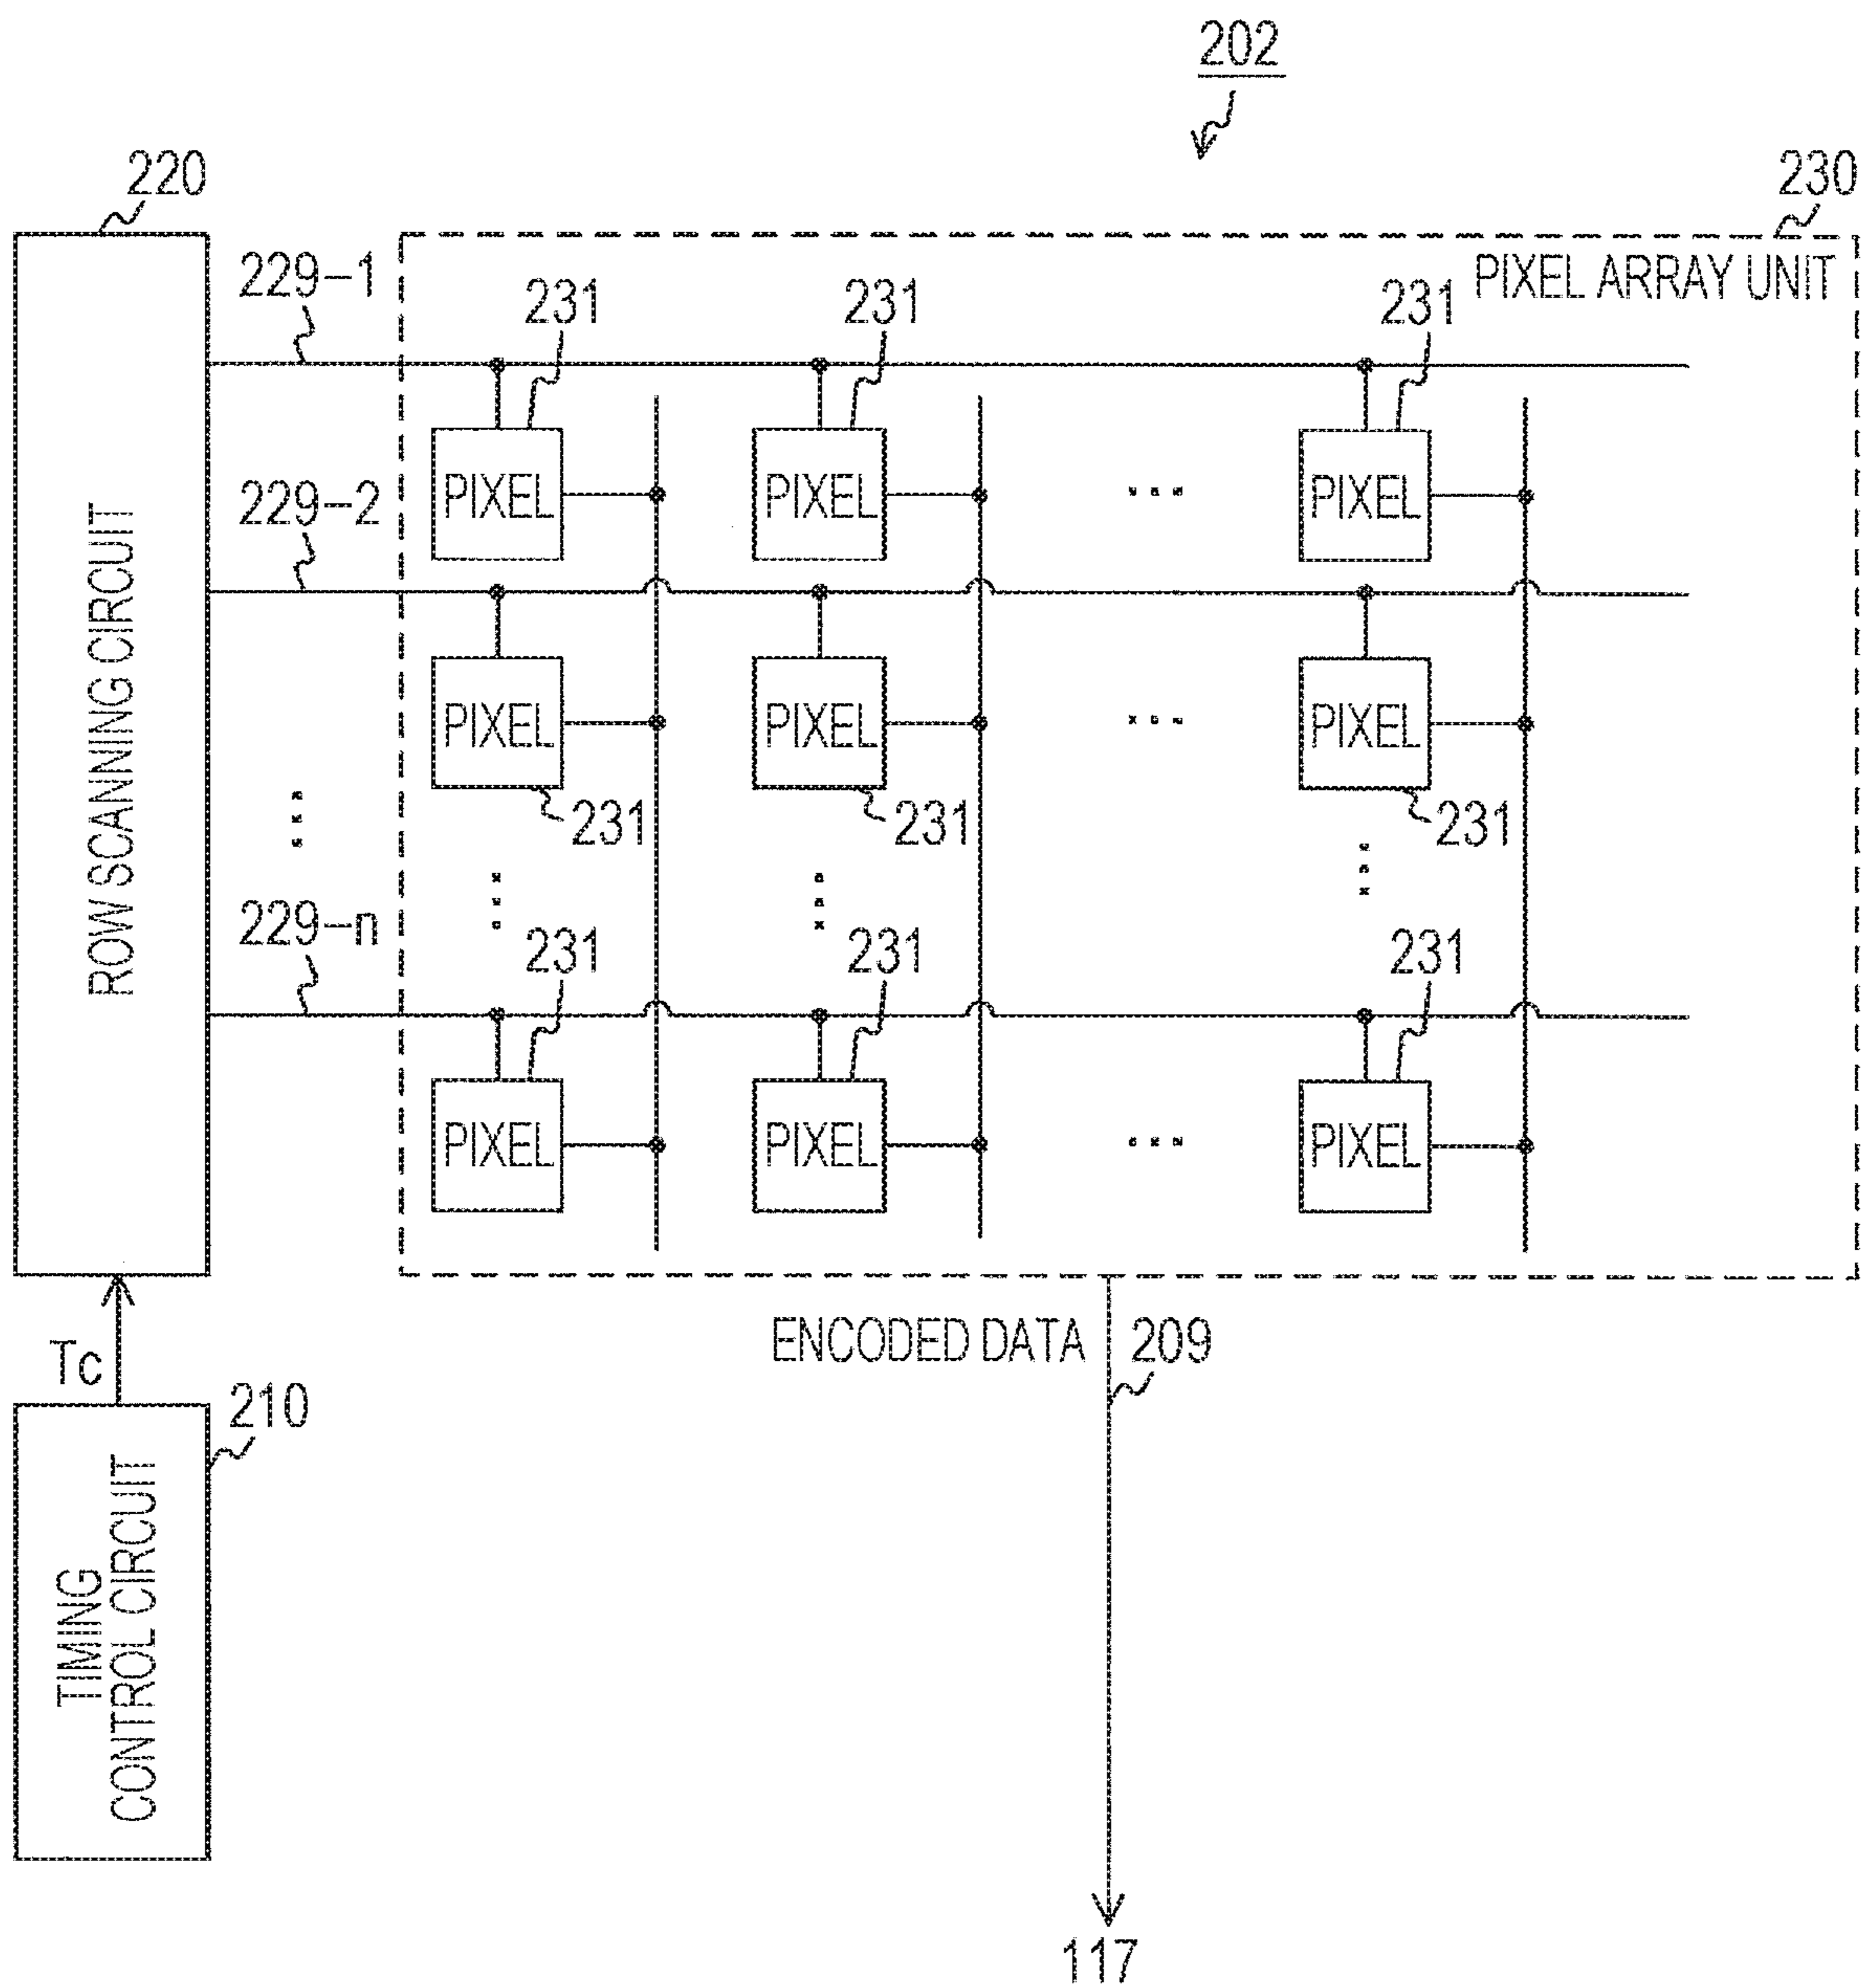 202
220
230
229-1
PIXEL ARRAY UNIT
231 231 231
PIXEL PIXEL ... PIXEL
229-2
ROW SCANNING CIRCUIT
PIXEL PIXEL ... PIXEL
231 231 231
229-n
231 231 231
PIXEL PIXEL ... PIXEL
ENCODED DATA 209
Tc
210
TIMING
CONTROL CIRCUIT
117